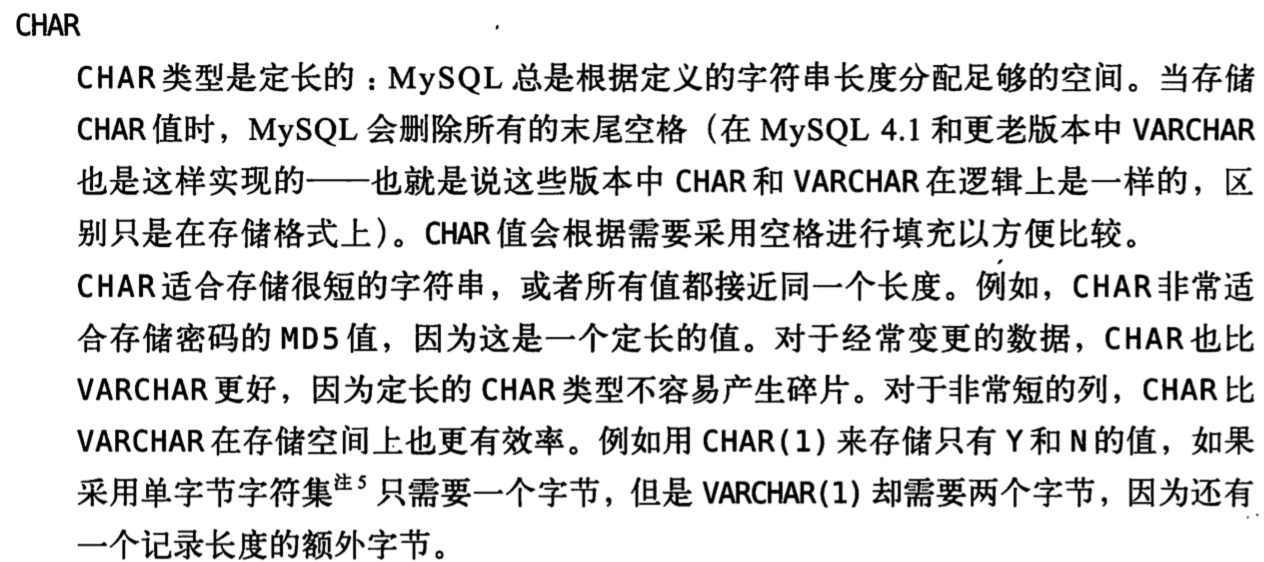 CHAR
CHAR 类型是定长的：MySQL 总是根据定义的字符串长度分配足够的空间。当存储
CHAR 值时，MySQL 会删除所有的末尾空格（在 MySQL 4.1 和更老版本中 VARCHAR
也是这样实现的——也就是说这些版本中 CHAR 和 VARCHAR 在逻辑上是一样的，区
别只是在存储格式上）。CHAR 值会根据需要采用空格进行填充以方便比较。
CHAR 适合存储很短的字符串，或者所有值都接近同一个长度。例如，CHAR 非常适
合存储密码的 MD5 值，因为这是一个定长的值。对于经常变更的数据，CHAR 也比
VARCHAR 更好，因为定长的 CHAR 类型不容易产生碎片。对于非常短的列，CHAR 比
VARCHAR 在存储空间上也更有效率。例如用 CHAR(1) 来存储只有 Y 和 N 的值，如果
采用单字节字符集注5 只需要一个字节，但是 VARCHAR(1) 却需要两个字节，因为还有
一个记录长度的额外字节。